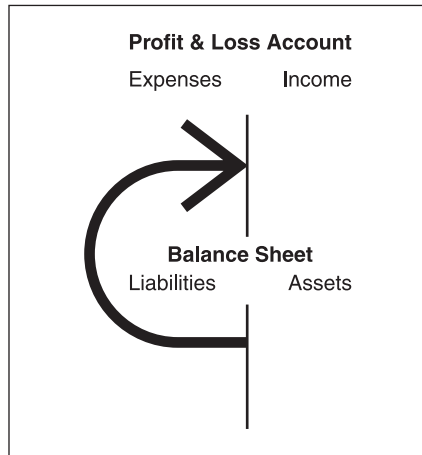 Profit & Loss Account
Expenses Income
Balance Sheet
Liabilities Assets